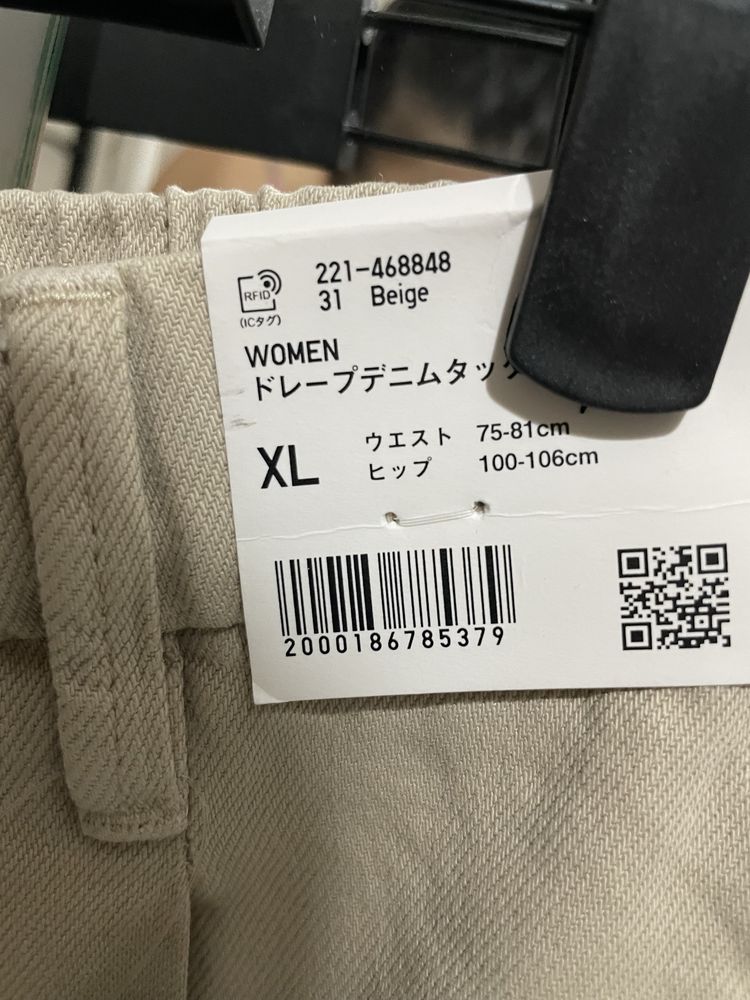 RFID
(ICタグ)
221-468848
31 Beige
WOMEN
ドレープデニムタック
XL
ウエスト 75-81cm
ヒップ 100-106cm
2000186785379